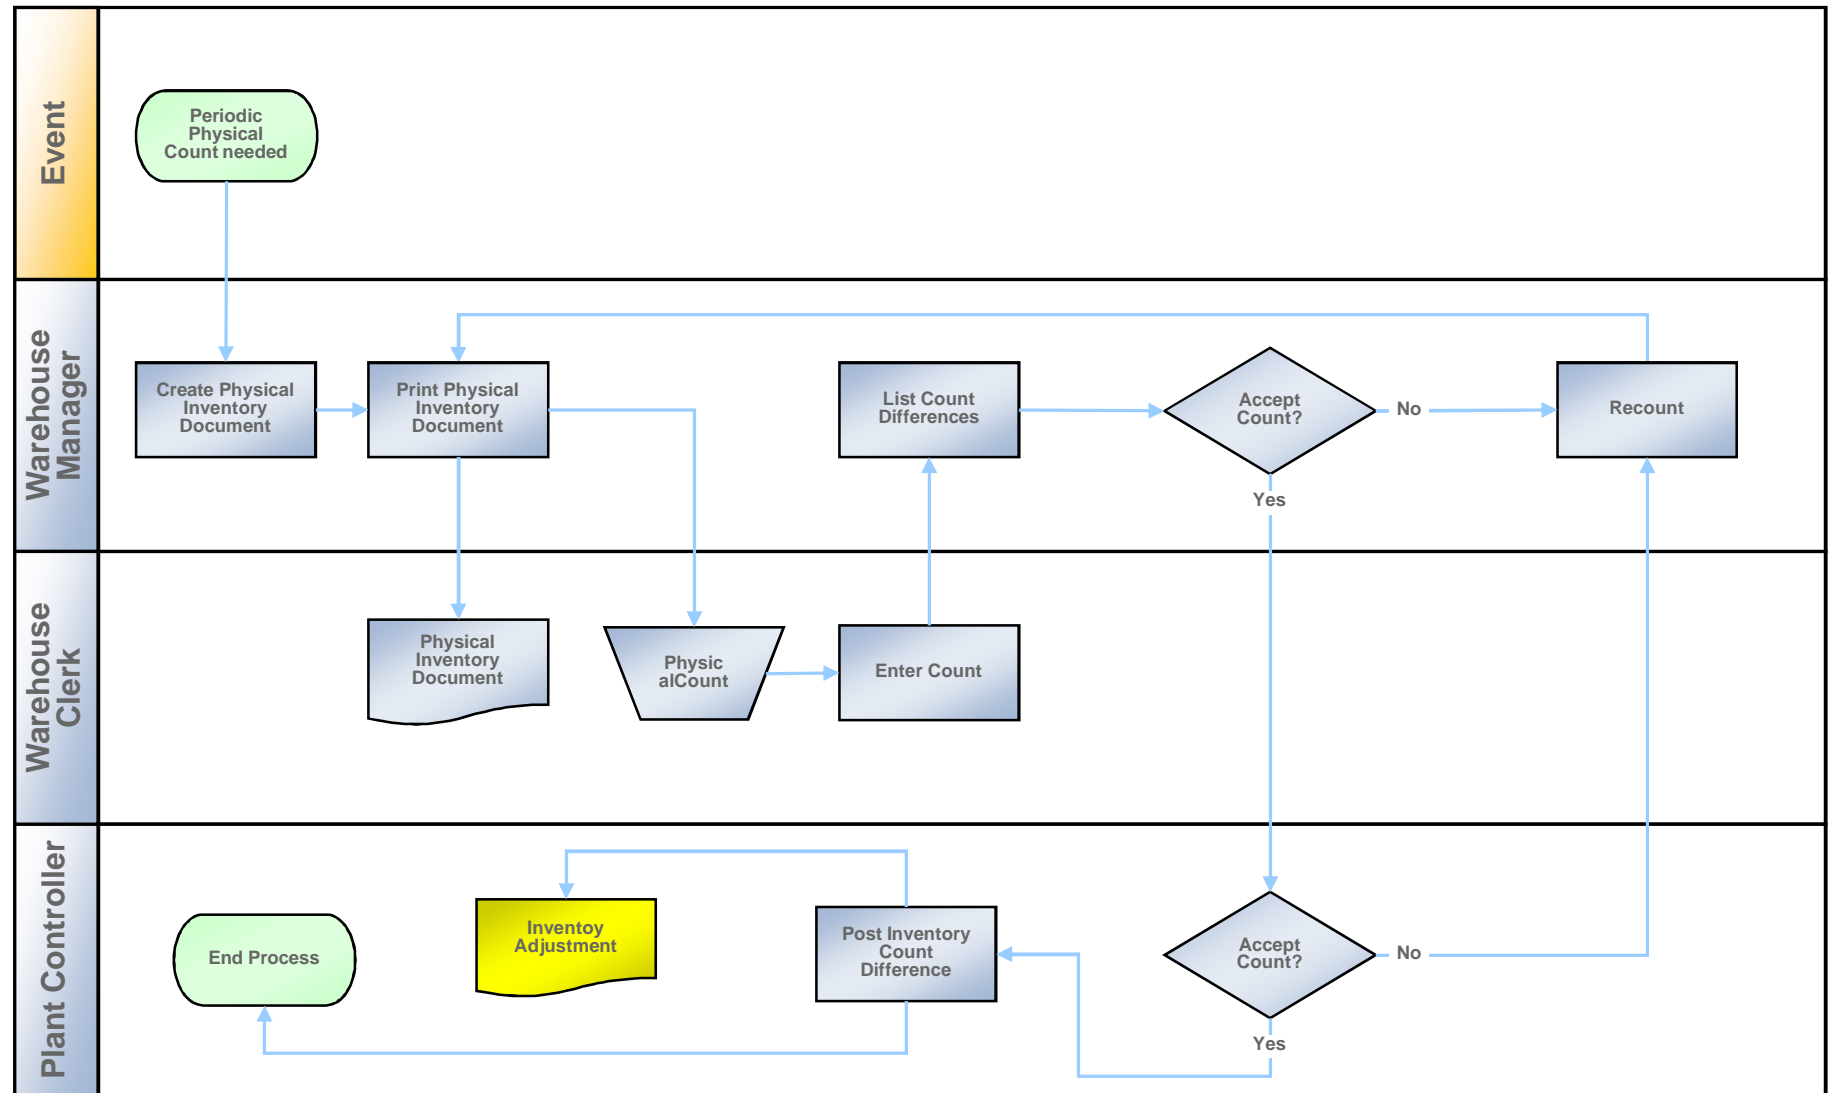 Event
Periodic
Physical
Count needed
Warehouse
Manager
Create Physical
Inventory
Document
Print Physical
Inventory
Document
List Count
Differences
Accept
Count?
No
Recount
Yes
Warehouse
Clerk
Physical
Inventory
Document
Physic
alCount
Enter Count
Plant Controller
End Process
Inventoy
Adjustment
Post Inventory
Count
Difference
Accept
Count?
No
Yes